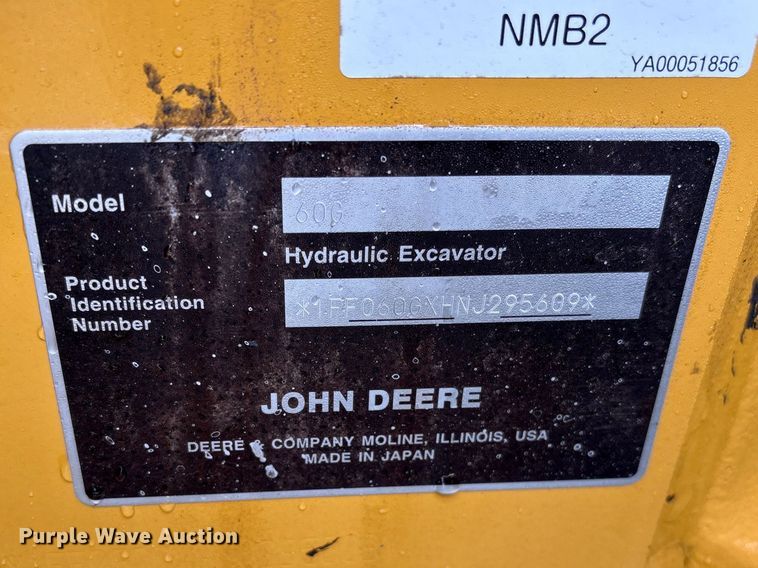 NMB2
YA00051856
Model
60G
Hydraulic Excavator
Product
Identification
Number
*1FF060GXHNJ295609*
JOHN DEERE
DEERE & COMPANY MOLINE, ILLINOIS, USA
MADE IN JAPAN
Purple Wave Auction